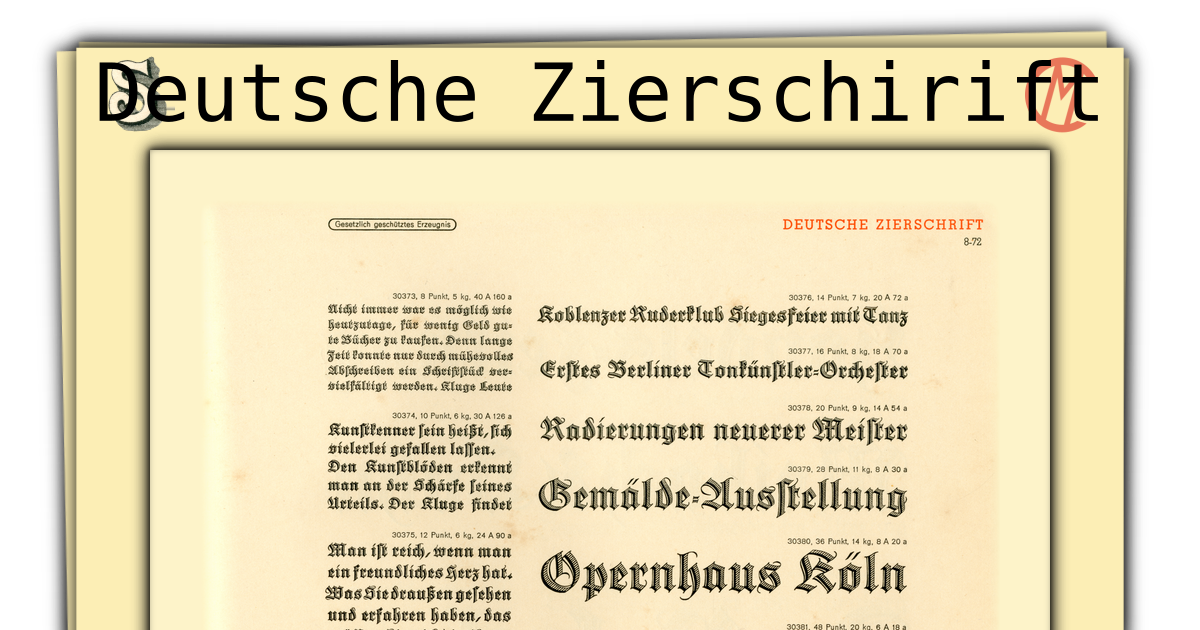 Deutsche Zierschirift
Gesetzlich geschütztes Erzeugnis
DEUTSCHE ZIERSCHRIFT
8-72
30373, 8 Punkt, 5 kg, 40 A 160 a
Nicht immer war es möglich wie
heutzutage, für wenig Geld gu-
te Bücher zu kaufen. Denn lange
Zeit konnte nur durch mühevolles
Abſchreiben ein Schriftſtück ver-
vielfältigt werden. Kluge Leute
30374, 10 Punkt, 6 kg, 30 A 126 a
Kunſtkenner ſein heißt, ſich
vielerlei gefallen laſſen.
Den Kunſtblöden erkennt
man an der Schärfe ſeines
Urteils. Der Kluge findet
30375, 12 Punkt, 6 kg, 24 A 90 a
Man iſt reich, wenn man
ein freundliches Herz hat.
Was Sie draußen geſehen
und erfahren haben, das
30376, 14 Punkt, 7 kg, 20 A 72 a
Koblenzer Ruderklub Siegesfeier mit Tanz
30377, 16 Punkt, 8 kg, 18 A 70 a
Erſtes Berliner Tonkünſtler-Orcheſter
30378, 20 Punkt, 9 kg, 14 A 54 a
Radierungen neuerer Meiſter
30379, 28 Punkt, 11 kg, 8 A 30 a
Gemälde-Ausſtellung
30380, 36 Punkt, 14 kg, 8 A 20 a
Opernhaus Köln
30381, 48 Punkt, 20 kg, 6 A 18 a